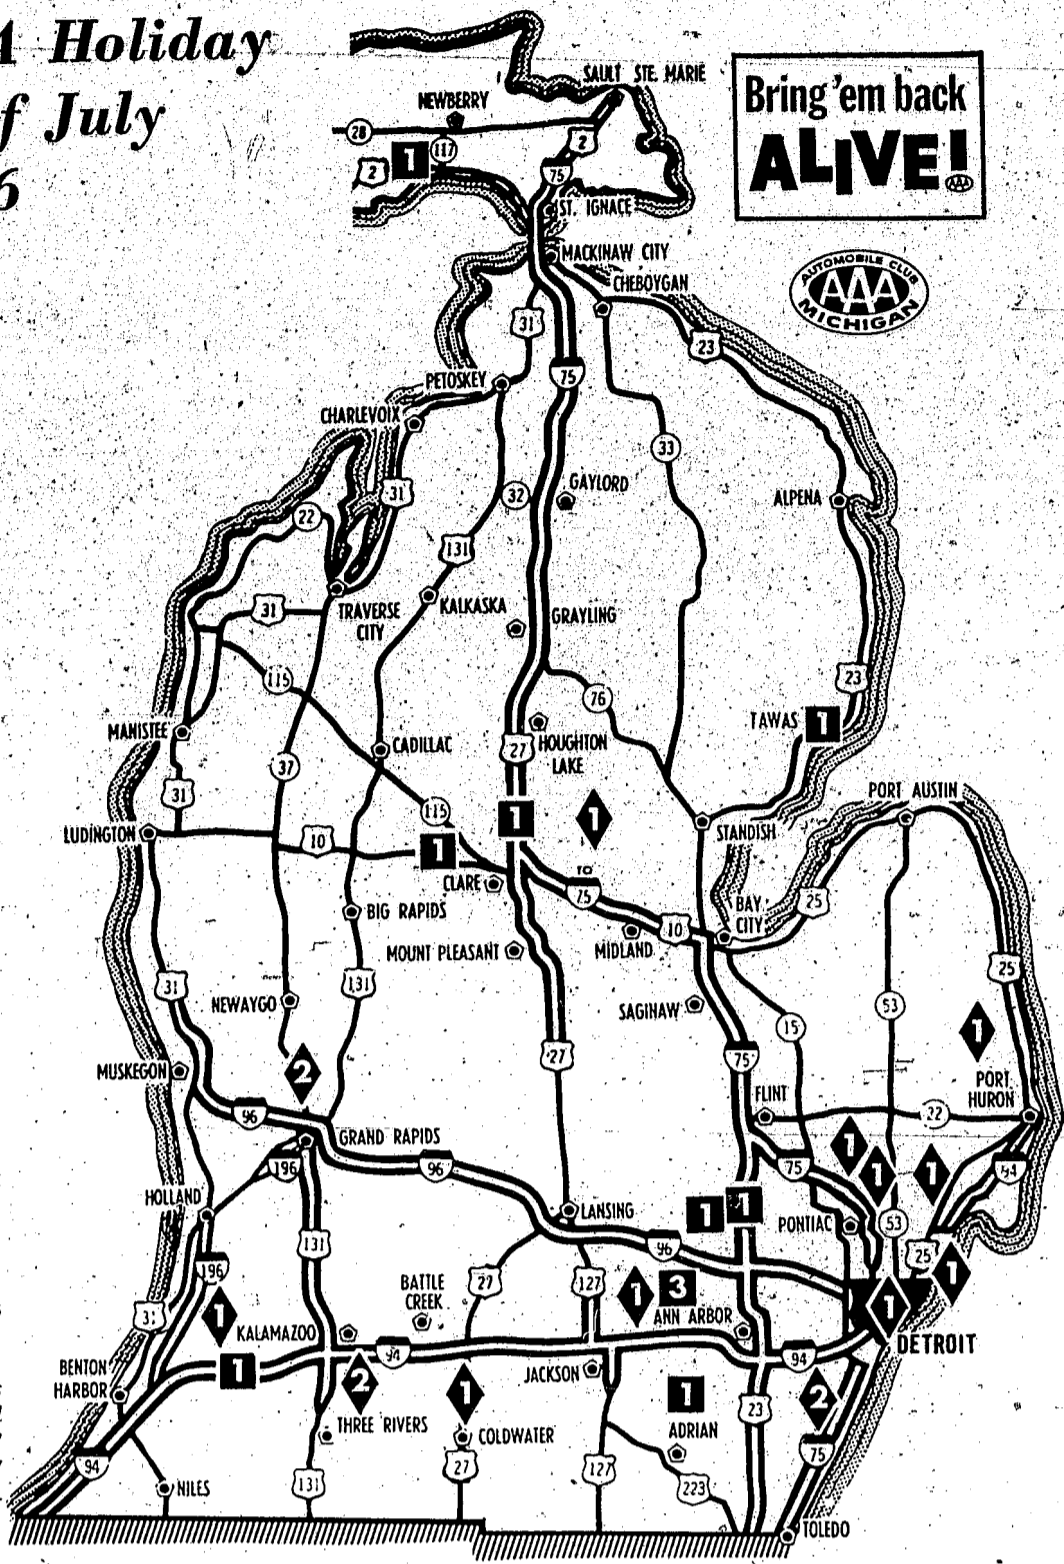 Holiday
f July
6
Bring 'em back
ALIVE!
AAA
AUTOMOBILE CLUB
AAA
MICHIGAN
SAULT STE. MARIE
NEWBERRY
28
117
2
2
1
75
ST. IGNACE
MACKINAW CITY
CHEBOYGAN
31
23
75
PETOSKEY
CHARLEVOIX
33
31
32
GAYLORD
ALPENA
22
131
31
TRAVERSE
CITY
KALKASKA
GRAYLING
115
76
23
MANISTEE
TAWAS
1
CADILLAC
27
HOUGHTON
LAKE
37
31
PORT AUSTIN
115
1
1
LUDINGTON
STANDISH
10
1
CLARE
TO
75
25
BIG RAPIDS
BAY
CITY
10
MIDLAND
MOUNT PLEASANT
31
131
25
NEWAYGO
SAGINAW
53
15
1
27
75
MUSKEGON
2
PORT
HURON
FLINT
96
22
GRAND RAPIDS
1
196
96
75
1
1
94
HOLLAND
LANSING
1
1
PONTIAC
53
131
96
25
196
BATTLE
CREEK
27
127
1
3
1
1
31
1
KALAMAZOO
ANN ARBOR
DETROIT
94
94
BENTON
HARBOR
1
JACKSON
2
1
1
2
23
THREE RIVERS
COLDWATER
ADRIAN
75
94
27
127
NILES
131
223
TOLEDO